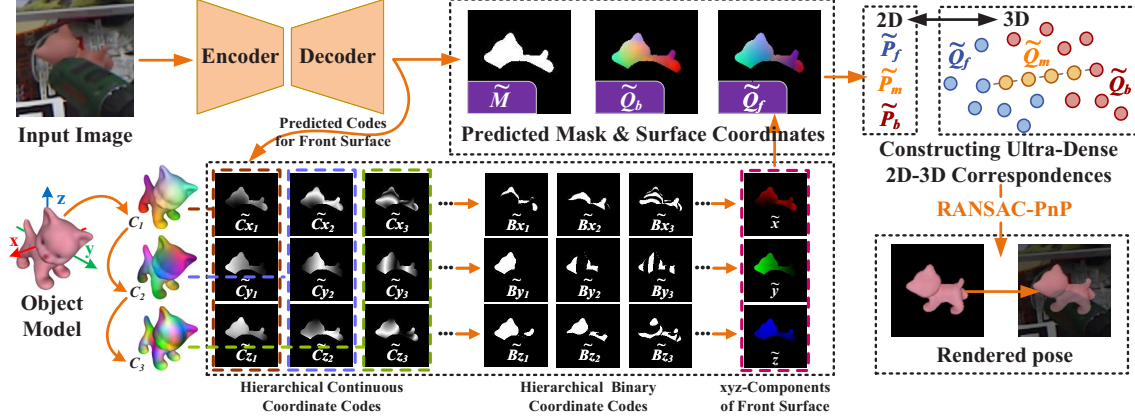 Input Image
Encoder
Decoder
Predicted Codes
for Front Surface
M̃
Q̃b
Q̃f
Predicted Mask & Surface Coordinates
2D
3D
P̃f
P̃m
P̃b
Q̃f
Q̃m
Q̃b
Constructing Ultra-Dense
2D-3D Correspondences
RANSAC-PnP
Rendered pose
z
x
y
Object
Model
C1
C2
C3
C̃x1 C̃x2 C̃x3 ... B̃x1 B̃x2 B̃x3 ... x̃
C̃y1 C̃y2 C̃y3 ... B̃y1 B̃y2 B̃y3 ... ỹ
C̃z1 C̃z2 C̃z3 ... B̃z1 B̃z2 B̃z3 ... z̃
Hierarchical Continuous
Coordinate Codes
Hierarchical Binary
Coordinate Codes
xyz-Components
of Front Surface